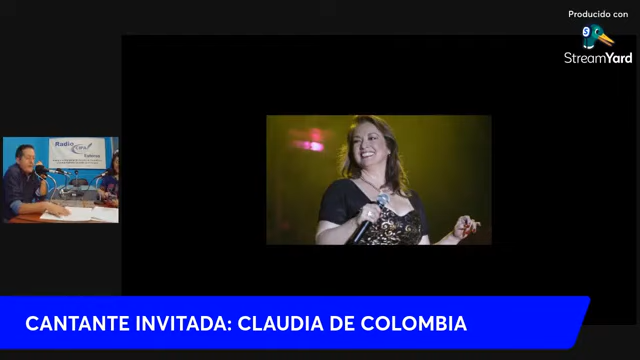 Producido con
StreamYard
Radio
CANTANTE INVITADA: CLAUDIA DE COLOMBIA